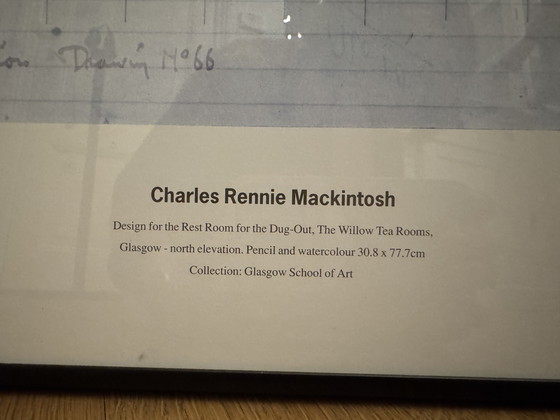 Drawing Nº66
Charles Rennie Mackintosh
Design for the Rest Room for the Dug-Out, The Willow Tea Rooms,
Glasgow - north elevation. Pencil and watercolour 30.8 x 77.7cm
Collection: Glasgow School of Art